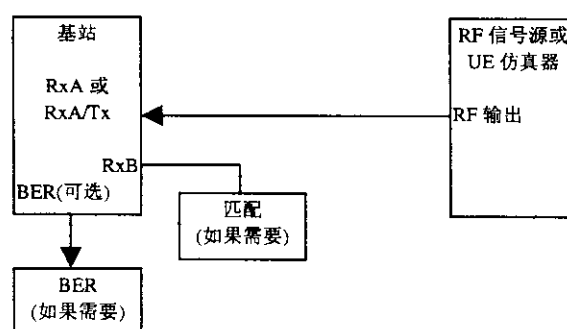 基站
RxA 或
RxA/Tx
RxB
BER(可选)
BER
(如果需要)
匹配
(如果需要)
RF 信号源或
UE 仿真器
RF 输出